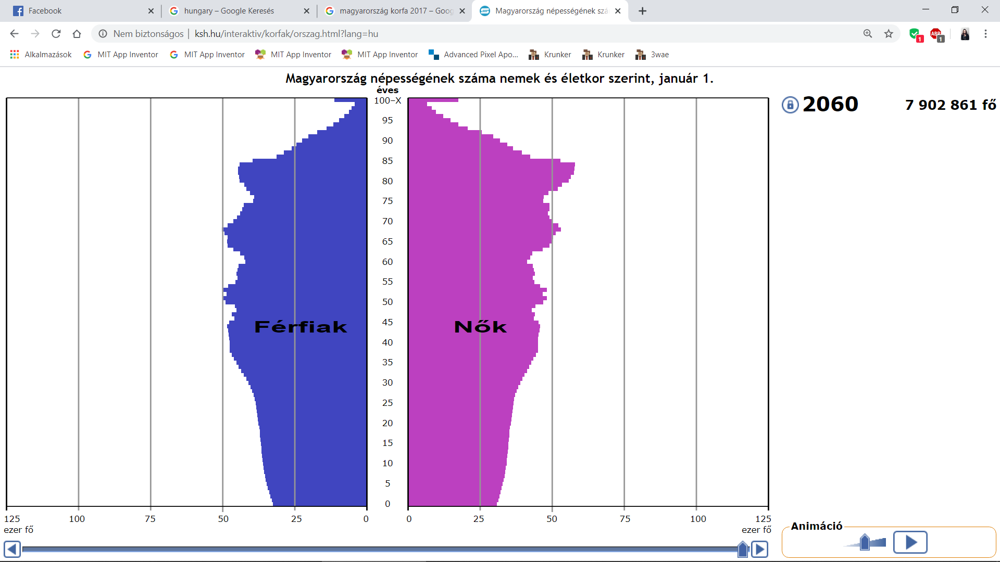 Facebook
hungary – Google Keresés
magyarország korfa 2017 – Goog
Magyarország népességének szá
Nem biztonságos | ksh.hu/interaktiv/korfak/orszag.html?lang=hu
1
ABP
1
Alkalmazások
MIT App Inventor
MIT App Inventor
MIT App Inventor
MIT App Inventor
Advanced Pixel Apo...
Krunker
Krunker
3wae
Magyarország népességének száma nemek és életkor szerint, január 1.
éves
100–X
95
90
85
80
75
70
65
60
55
50
45
40
35
30
25
20
15
10
5
0
Férfiak
Nők
2060
7 902 861 fő
125 100 75 50 25 0
0 25 50 75 100 125
ezer fő
ezer fő
Animáció